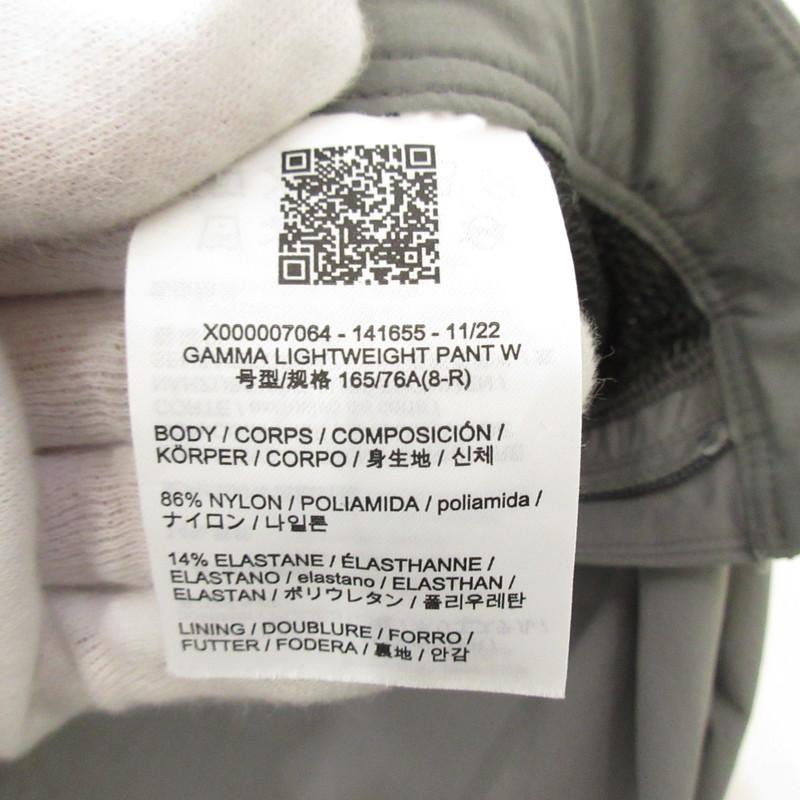 X000007064 - 141655 - 11/22
GAMMA LIGHTWEIGHT PANT W
号型/规格 165/76A(8-R)
BODY / CORPS / COMPOSICIÓN /
KÖRPER / CORPO / 身生地 / 신체
86% NYLON / POLIAMIDA / poliamida /
ナイロン / 나일론
14% ELASTANE / ÉLASTHANNE /
ELASTANO / elastano / ELASTHAN /
ELASTAN / ポリウレタン / 폴리우레탄
LINING / DOUBLURE / FORRO /
FUTTER / FODERA / 裏地 / 안감